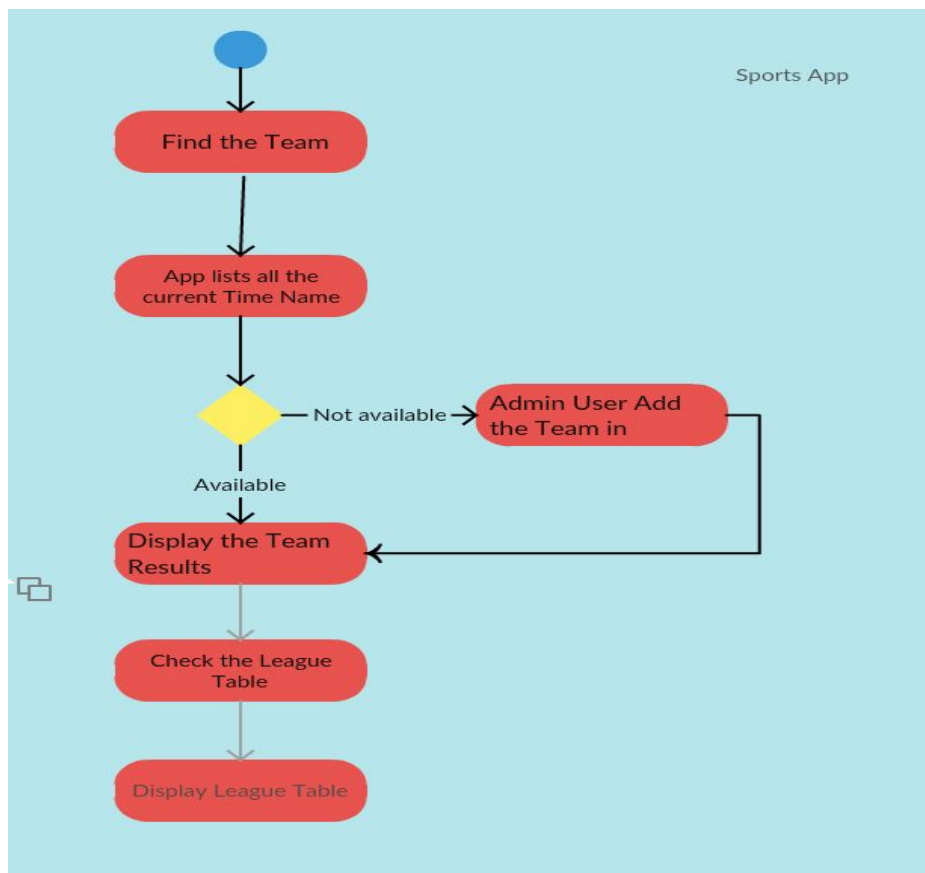 Sports App
Find the Team
App lists all the
current Time Name
Not available
Admin User Add
the Team in
Available
Display the Team
Results
Check the League
Table
Display League Table